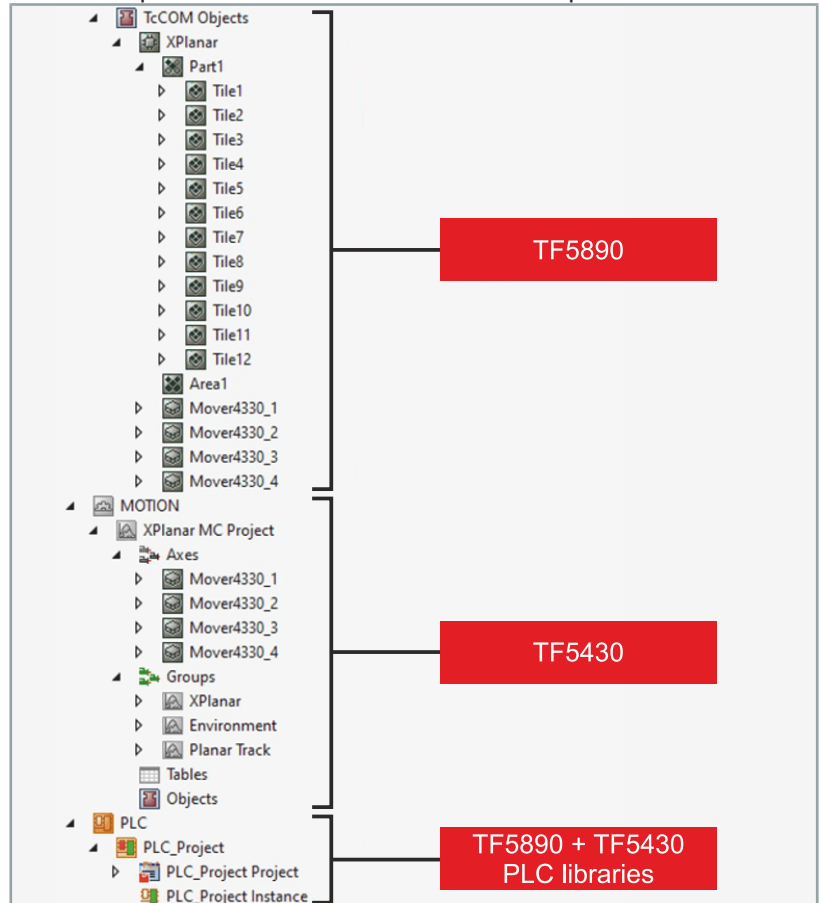 TcCOM Objects
XPlanar
Part1
Tile1
Tile2
Tile3
Tile4
Tile5
Tile6
Tile7
Tile8
Tile9
Tile10
Tile11
Tile12
Area1
Mover4330_1
Mover4330_2
Mover4330_3
Mover4330_4
TF5890
MOTION
XPlanar MC Project
Axes
Mover4330_1
Mover4330_2
Mover4330_3
Mover4330_4
Groups
XPlanar
Environment
Planar Track
Tables
Objects
TF5430
PLC
PLC_Project
PLC_Project Project
PLC_Project Instance
TF5890 + TF5430
PLC libraries